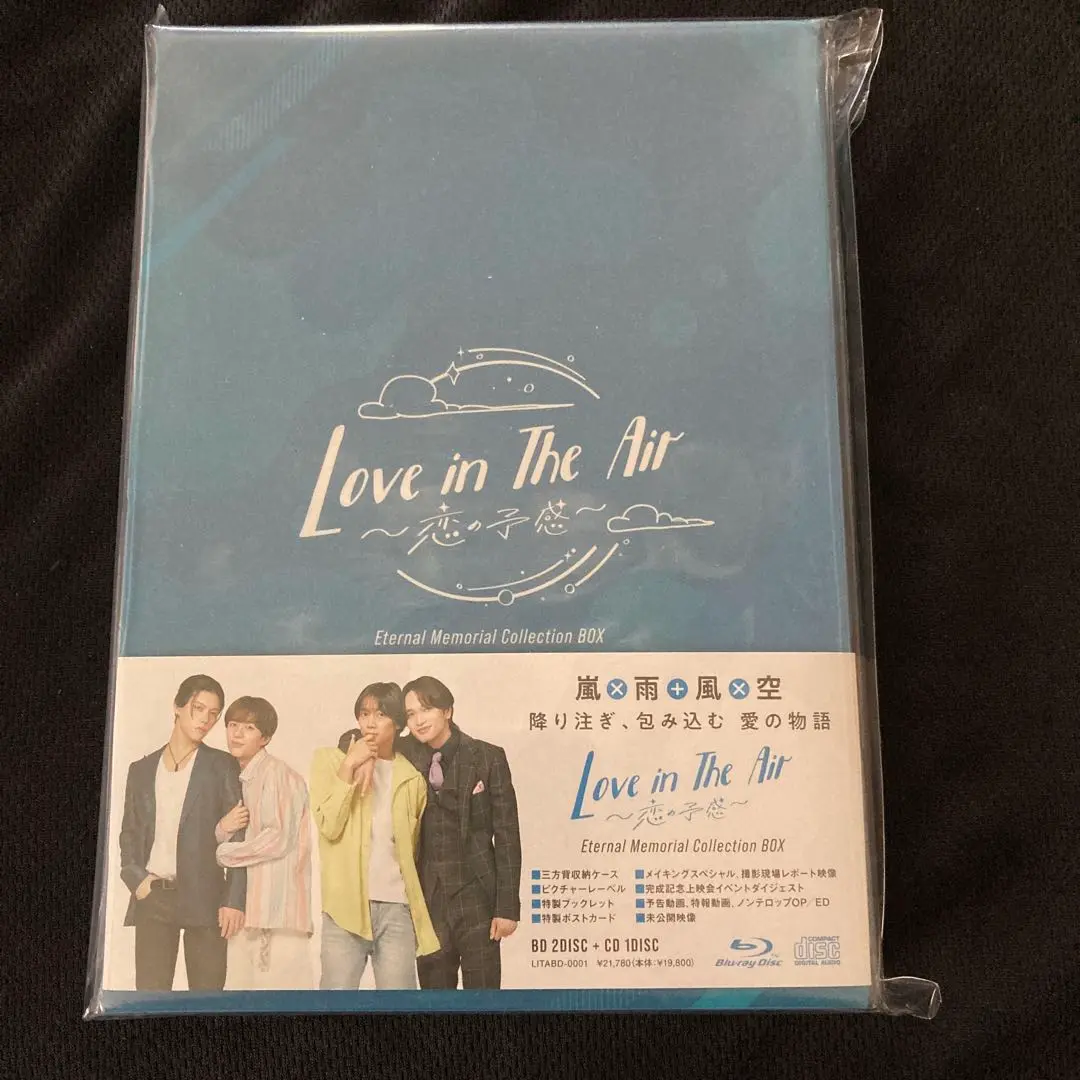 Love in The Air
～恋の予感～
Eternal Memorial Collection BOX
嵐×雨+風×空
降り注ぎ、包み込む 愛の物語
Love in The Air
～恋の予感～
Eternal Memorial Collection BOX
■三方背収納ケース
■ピクチャーレーベル
■特製ブックレット
■特製ポストカード
■メイキングスペシャル、撮影現場レポート映像
■完成記念上映会イベントダイジェスト
■予告動画、特報動画、ノンテロップOP/ED
■未公開映像
BD 2DISC + CD 1DISC
LITABD-0001 ¥21,780(本体:¥19,800)
Blu-ray Disc
COMPACT
disc
DIGITAL AUDIO